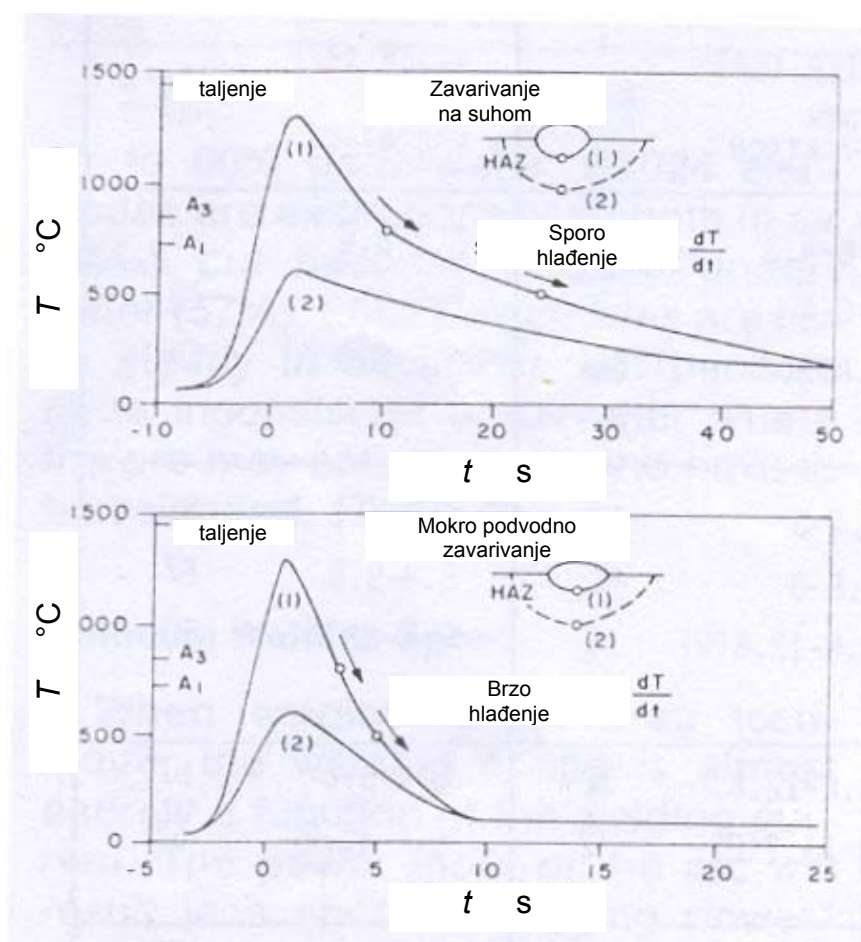 1500
taljenje
Zavarivanje
na suhom
(1)
HAZ
(1)
(2)
1000
A3
A1
Sporo
hlađenje
dT
dt
T °C
500
(2)
0
-10 0 10 20 30 40 50
t s
1500
taljenje
Mokro podvodno
zavarivanje
(1)
HAZ
(1)
(2)
000
A3
A1
Brzo
hlađenje
dT
dt
T °C
500
(2)
0
-5 0 5 10 15 20 25
t s